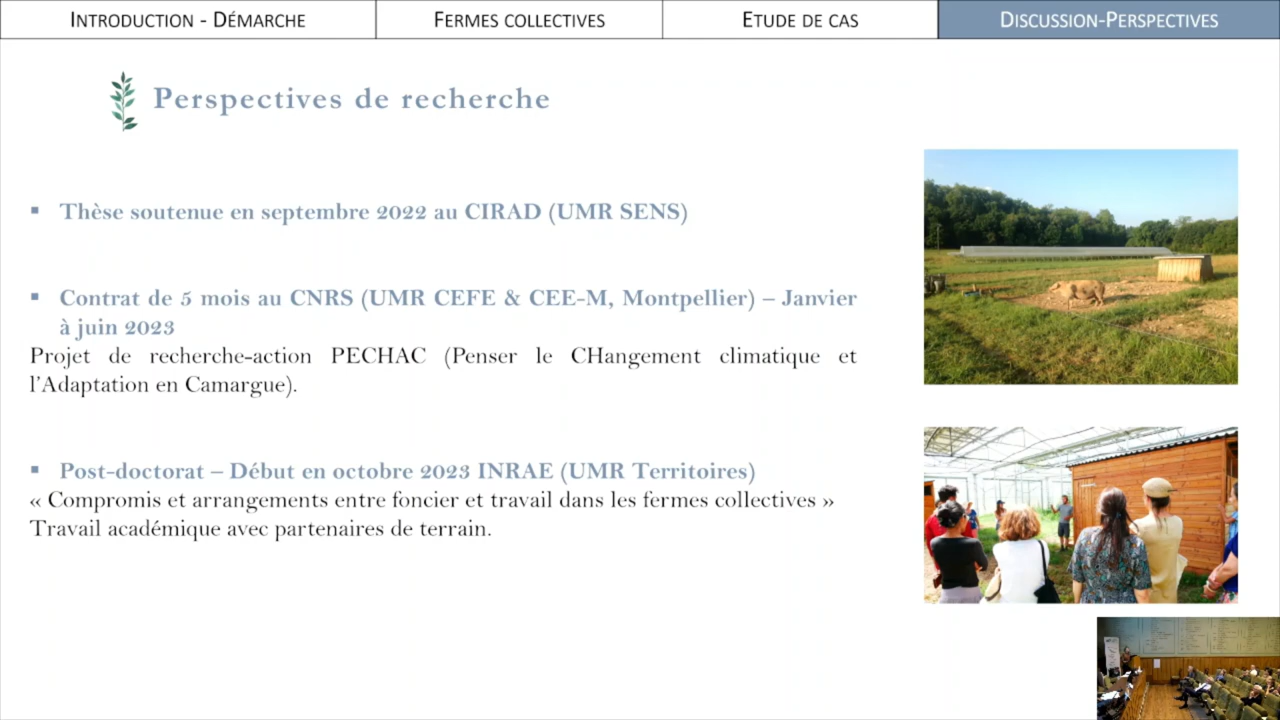 INTRODUCTION - DÉMARCHE
FERMES COLLECTIVES
ETUDE DE CAS
DISCUSSION-PERSPECTIVES
Perspectives de recherche
▪ Thèse soutenue en septembre 2022 au CIRAD (UMR SENS)
▪ Contrat de 5 mois au CNRS (UMR CEFE & CEE-M, Montpellier) – Janvier
à juin 2023
Projet de recherche-action PECHAC (Penser le CHangement climatique et
l'Adaptation en Camargue).
▪ Post-doctorat – Début en octobre 2023 INRAE (UMR Territoires)
« Compromis et arrangements entre foncier et travail dans les fermes collectives »
Travail académique avec partenaires de terrain.